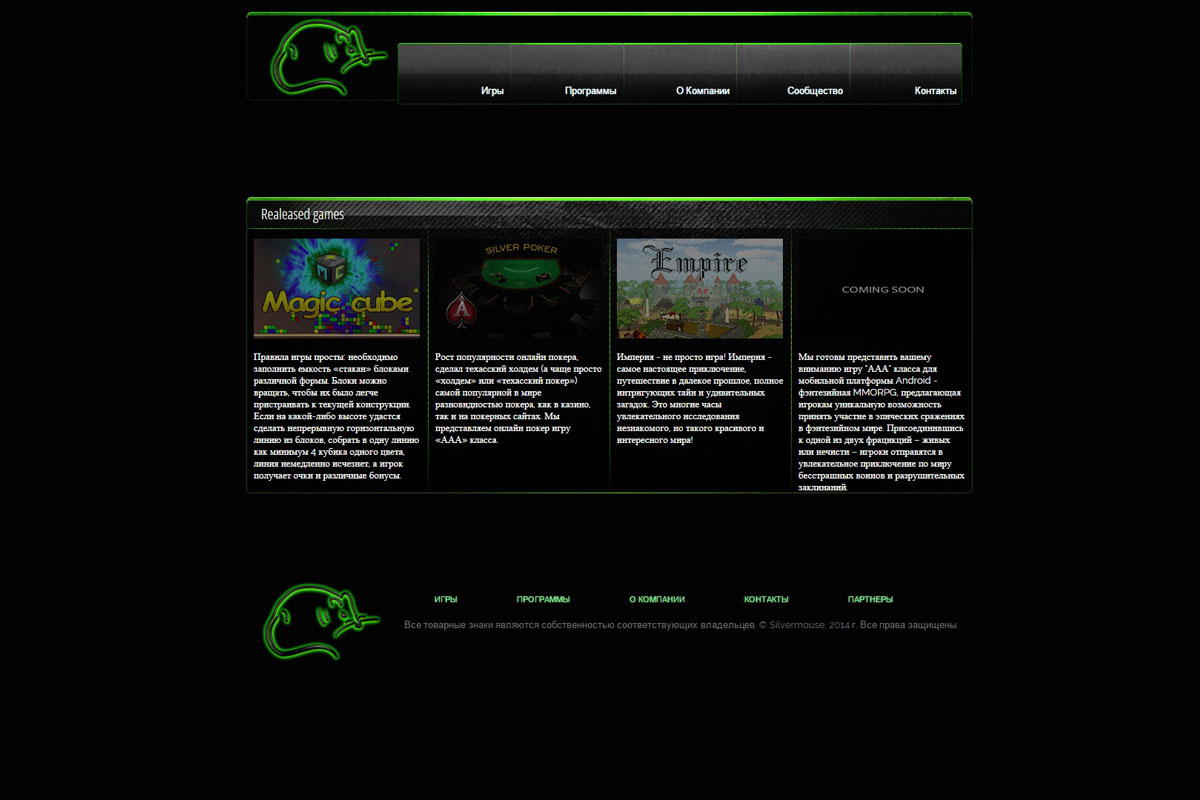 Игры
Программы
О Компании
Сообщество
Контакты
Realeased games
MC
Magic cube
SILVER POKER
A
Empire
COMING SOON
Правила игры просты: необходимо
заполнить емкость «стакан» блоками
различной формы. Блоки можно
вращать, чтобы их было легче
пристраивать к текущей конструкции.
Если на какой-либо высоте удастся
сделать непрерывную горизонтальную
линию из блоков, собрать в одну линию
как минимум 4 кубика одного цвета,
линия немедленно исчезнет, а игрок
получает очки и различные бонусы.
Рост популярности онлайн покера,
сделал техасский холдем (а чаще просто
«холдем» или «техасский покер»)
самой популярной в мире
разновидностью покера, как в казино,
так и на покерных сайтах. Мы
представляем онлайн покер игру
«ААА» класса.
Империя - не просто игра! Империя -
самое настоящее приключение,
путешествие в далекое прошлое, полное
интригующих тайн и удивительных
загадок. Это многие часы
увлекательного исследования
незнакомого, но такого красивого и
интересного мира!
Мы готовы представить вашему
вниманию игру "ААА" класса для
мобильной платформы Android -
фэнтезийная MMORPG, предлагающая
игрокам уникальную возможность
принять участие в эпических сражениях
в фэнтезийном мире. Присоединившись
к одной из двух фрацикций – живых
или нечисти – игроки отправятся в
увлекательное приключение по миру
бесстрашных воинов и разрушительных
заклинаний.
ИГРЫ
ПРОГРАММЫ
О КОМПАНИИ
КОНТАКТЫ
ПАРТНЕРЫ
Все товарные знаки являются собственностью соответствующих владельцев. © Silvermouse, 2014 г. Все права защищены.